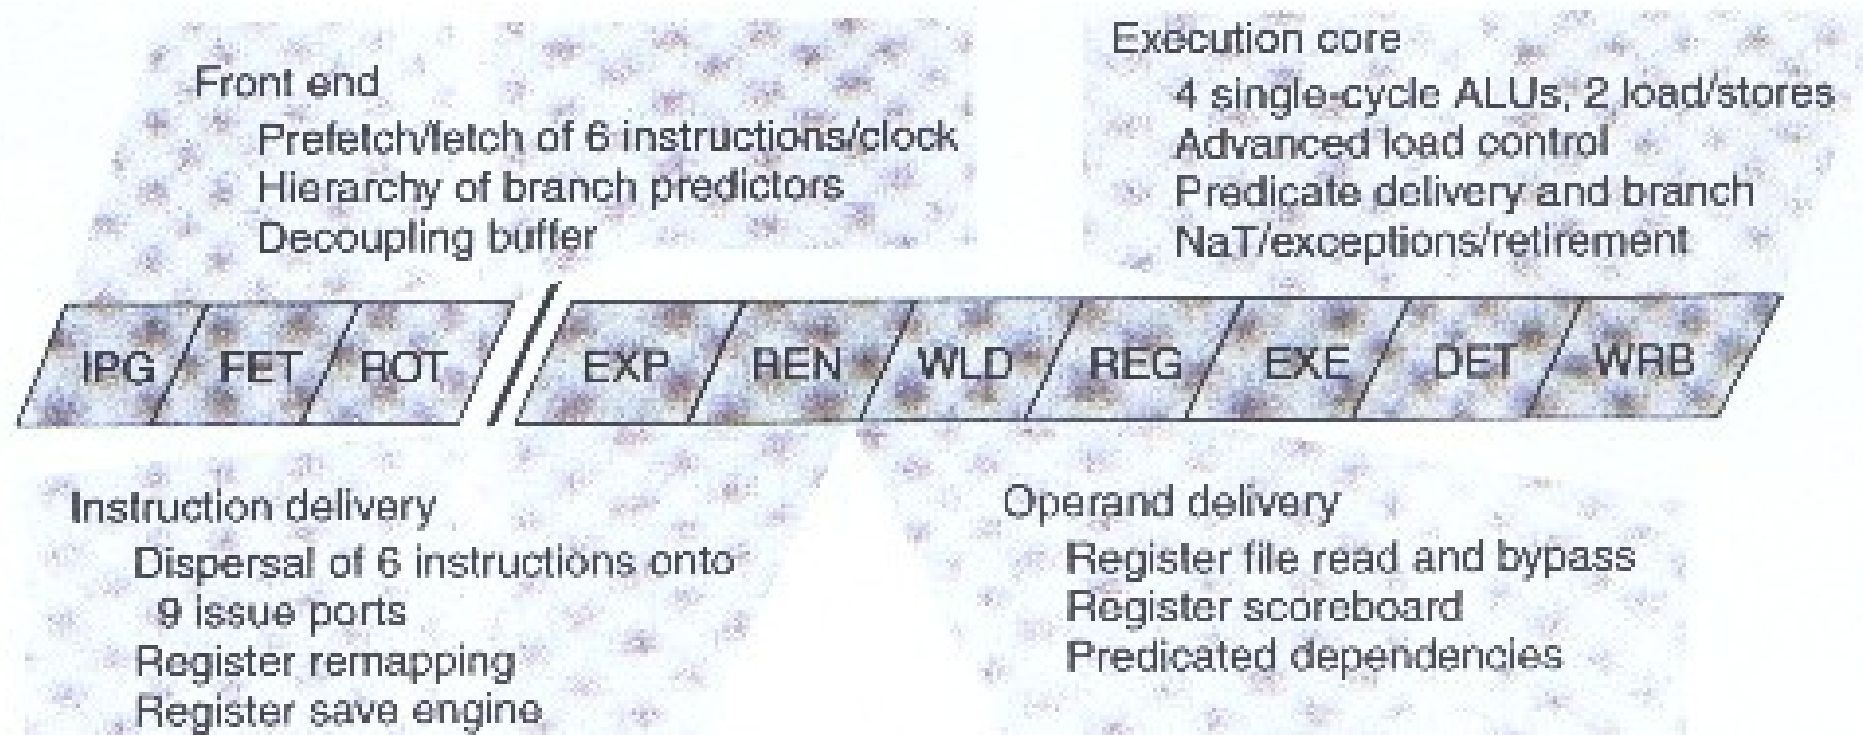 Front end
Prefetch/fetch of 6 instructions/clock
Hierarchy of branch predictors
Decoupling buffer
Execution core
4 single-cycle ALUs, 2 load/stores
Advanced load control
Predicate delivery and branch
NaT/exceptions/retirement
IPG FET ROT EXP REN WLD REG EXE DET WRB
Instruction delivery
Dispersal of 6 instructions onto
9 issue ports
Register remapping
Register save engine
Operand delivery
Register file read and bypass
Register scoreboard
Predicated dependencies